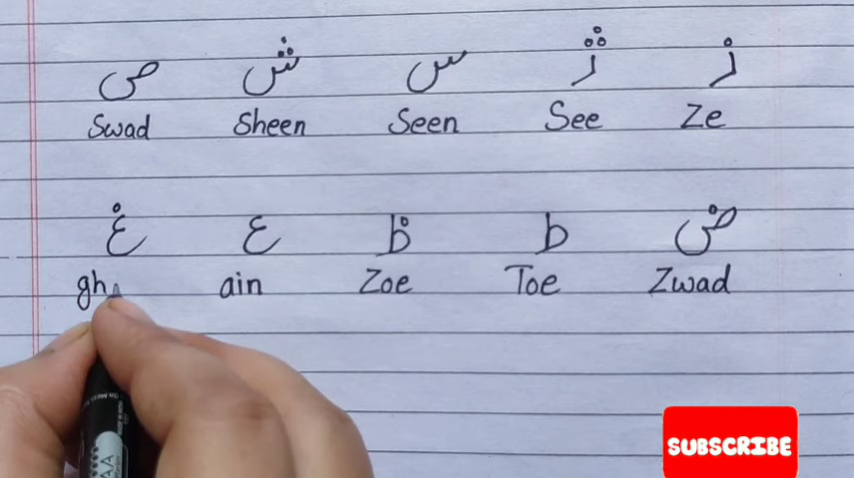 ز ژ س ش ص
Swad Sheen Seen See Ze
ض ط ظ ع غ
gh ain Zoe Toe Zwad
SUBSCRIBE